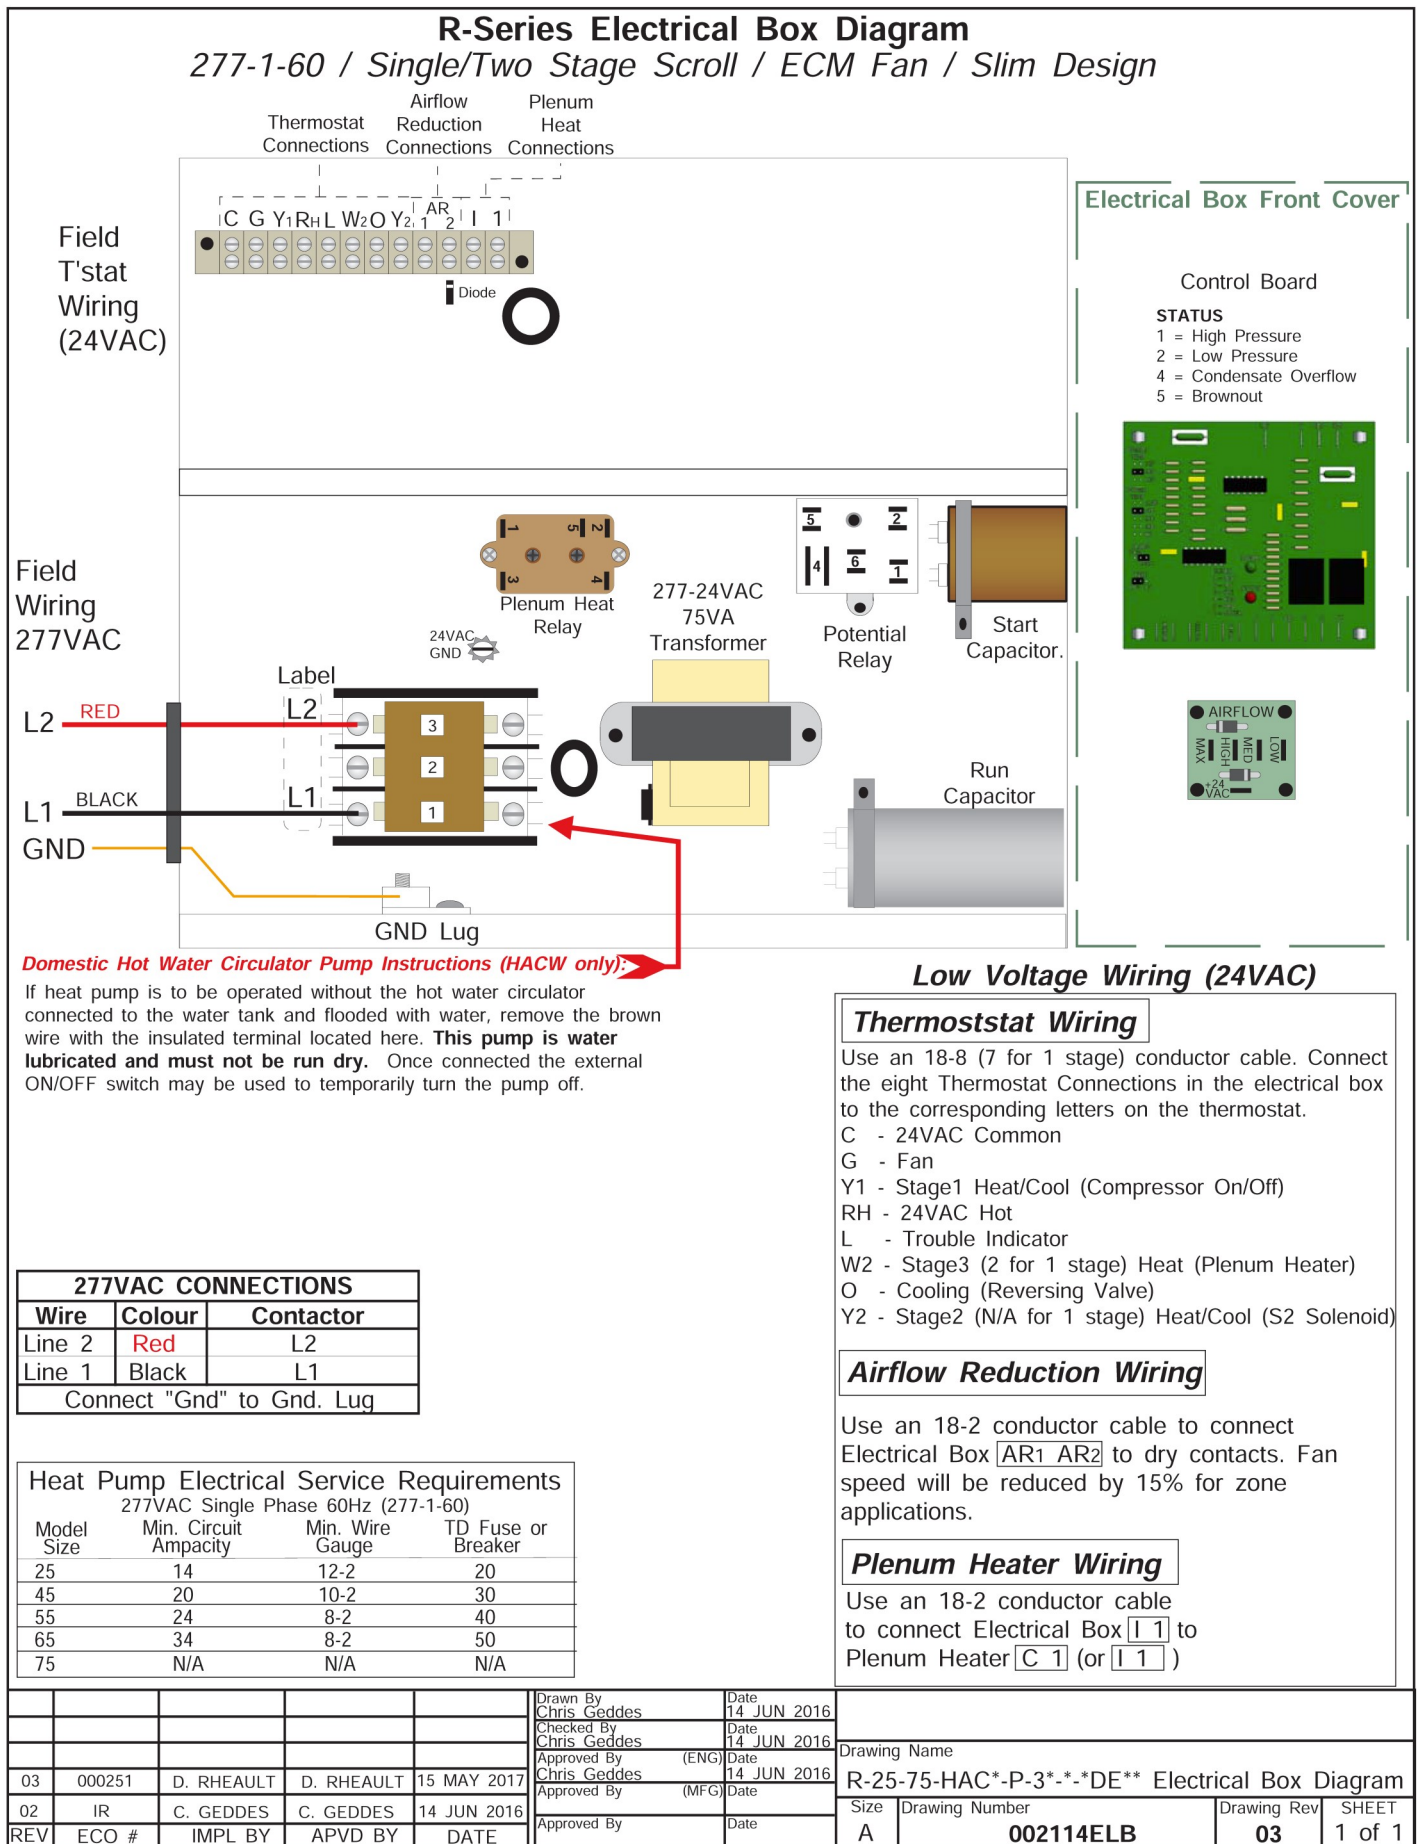 R-Series Electrical Box Diagram
277-1-60 / Single/Two Stage Scroll / ECM Fan / Slim Design
Thermostat
Connections
Airflow
Reduction
Connections
Plenum
Heat
Connections
C G Y1 RH L W2 O Y2 AR 1 2 I 1
Field
T'stat
Wiring
(24VAC)
Diode
Electrical Box Front Cover
Control Board
STATUS
1 = High Pressure
2 = Low Pressure
4 = Condensate Overflow
5 = Brownout
Field
Wiring
277VAC
1 5 2
3 4
Plenum Heat
Relay
24VAC
GND
277-24VAC
75VA
Transformer
5 2
4 6 1
Potential
Relay
Start
Capacitor.
Label
L2 RED L2 3
2
L1 BLACK L1 1
GND
GND Lug
Run
Capacitor
AIRFLOW
MAX HIGH MED LOW
+24
VAC
Domestic Hot Water Circulator Pump Instructions (HACW only):
If heat pump is to be operated without the hot water circulator
connected to the water tank and flooded with water, remove the brown
wire with the insulated terminal located here. This pump is water
lubricated and must not be run dry. Once connected the external
ON/OFF switch may be used to temporarily turn the pump off.
Low Voltage Wiring (24VAC)
Thermoststat Wiring
Use an 18-8 (7 for 1 stage) conductor cable. Connect
the eight Thermostat Connections in the electrical box
to the corresponding letters on the thermostat.
C - 24VAC Common
G - Fan
Y1 - Stage1 Heat/Cool (Compressor On/Off)
RH - 24VAC Hot
L - Trouble Indicator
W2 - Stage3 (2 for 1 stage) Heat (Plenum Heater)
O - Cooling (Reversing Valve)
Y2 - Stage2 (N/A for 1 stage) Heat/Cool (S2 Solenoid)
Airflow Reduction Wiring
Use an 18-2 conductor cable to connect
Electrical Box AR1 AR2 to dry contacts. Fan
speed will be reduced by 15% for zone
applications.
Plenum Heater Wiring
Use an 18-2 conductor cable
to connect Electrical Box I 1 to
Plenum Heater C 1 (or I 1 )
277VAC CONNECTIONS
Wire Colour Contactor
Line 2 Red L2
Line 1 Black L1
Connect "Gnd" to Gnd. Lug
Heat Pump Electrical Service Requirements
277VAC Single Phase 60Hz (277-1-60)
Model Size Min. Circuit Ampacity Min. Wire Gauge TD Fuse or Breaker
25 14 12-2 20
45 20 10-2 30
55 24 8-2 40
65 34 8-2 50
75 N/A N/A N/A
03 000251 D. RHEAULT D. RHEAULT 15 MAY 2017
02 IR C. GEDDES C. GEDDES 14 JUN 2016
REV ECO # IMPL BY APVD BY DATE
Drawn By Date
Chris Geddes 14 JUN 2016
Checked By Date
Chris Geddes 14 JUN 2016
Approved By (ENG) Date
Chris Geddes 14 JUN 2016
Approved By (MFG) Date
Approved By Date
Drawing Name
R-25-75-HAC*-P-3*-*-*DE** Electrical Box Diagram
Size Drawing Number Drawing Rev SHEET
A 002114ELB 03 1 of 1